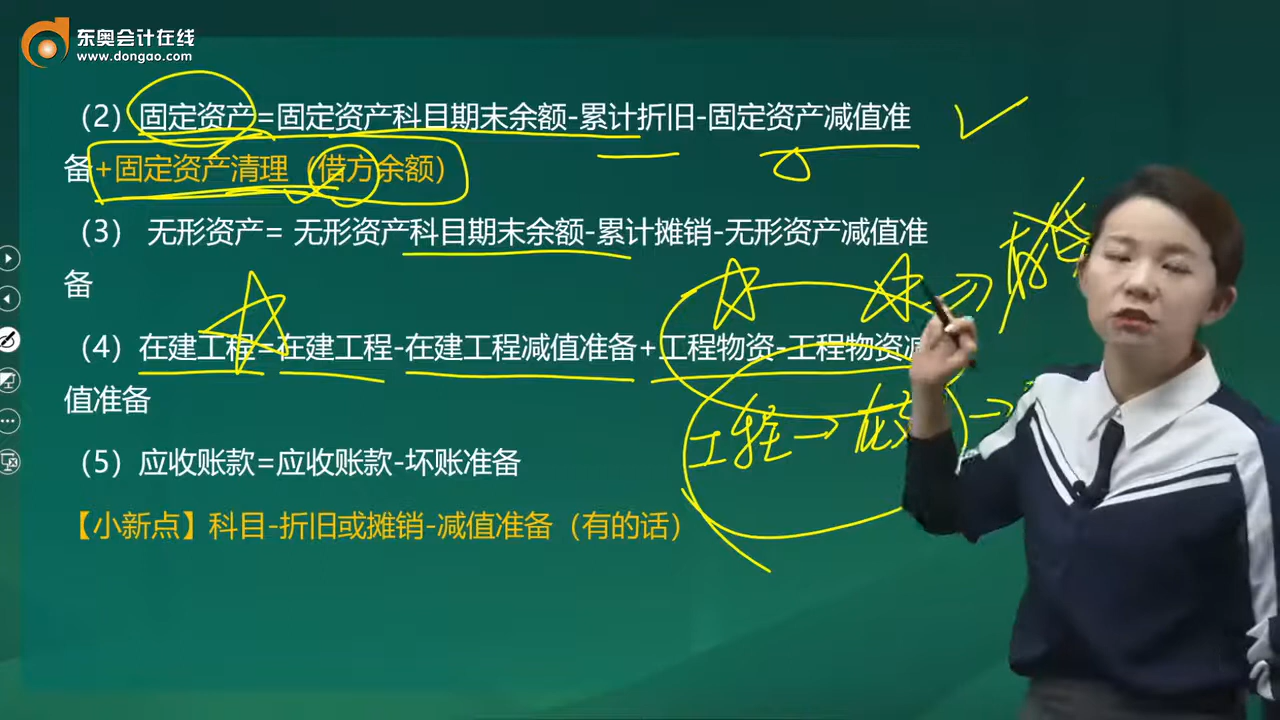 东奥会计在线
www.dongao.com
（2）固定资产=固定资产科目期末余额-累计折旧-固定资产减值准
备+固定资产清理（借方余额）
（3） 无形资产= 无形资产科目期末余额-累计摊销-无形资产减值准
备
（4）在建工程=在建工程-在建工程减值准备+工程物资-工程物资减
值准备
工程→在
（5）应收账款=应收账款-坏账准备
【小新点】科目-折旧或摊销-减值准备（有的话）